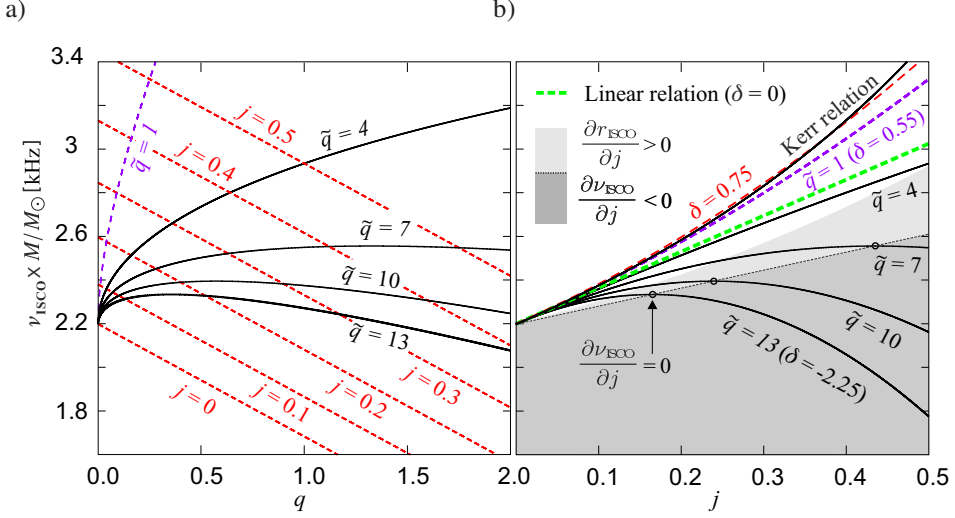 a)
b)
ν_ISCO × M/M_⊙ [kHz]
3.4
3.0
2.6
2.2
1.8
0.0
0.5
1.0
1.5
2.0
q
q̃ = 1
j = 0.5
q̃ = 4
j = 0.4
q̃ = 7
q̃ = 10
q̃ = 13
j = 0
j = 0.1
j = 0.2
j = 0.3
Linear relation (δ = 0)
∂r_ISCO/∂j > 0
∂ν_ISCO/∂j < 0
δ = 0.75
Kerr relation
q̃ = 1 (δ = 0.55)
q̃ = 4
q̃ = 7
q̃ = 10
q̃ = 13 (δ = -2.25)
∂ν_ISCO/∂j = 0
0.0
0.1
0.2
0.3
0.4
0.5
j